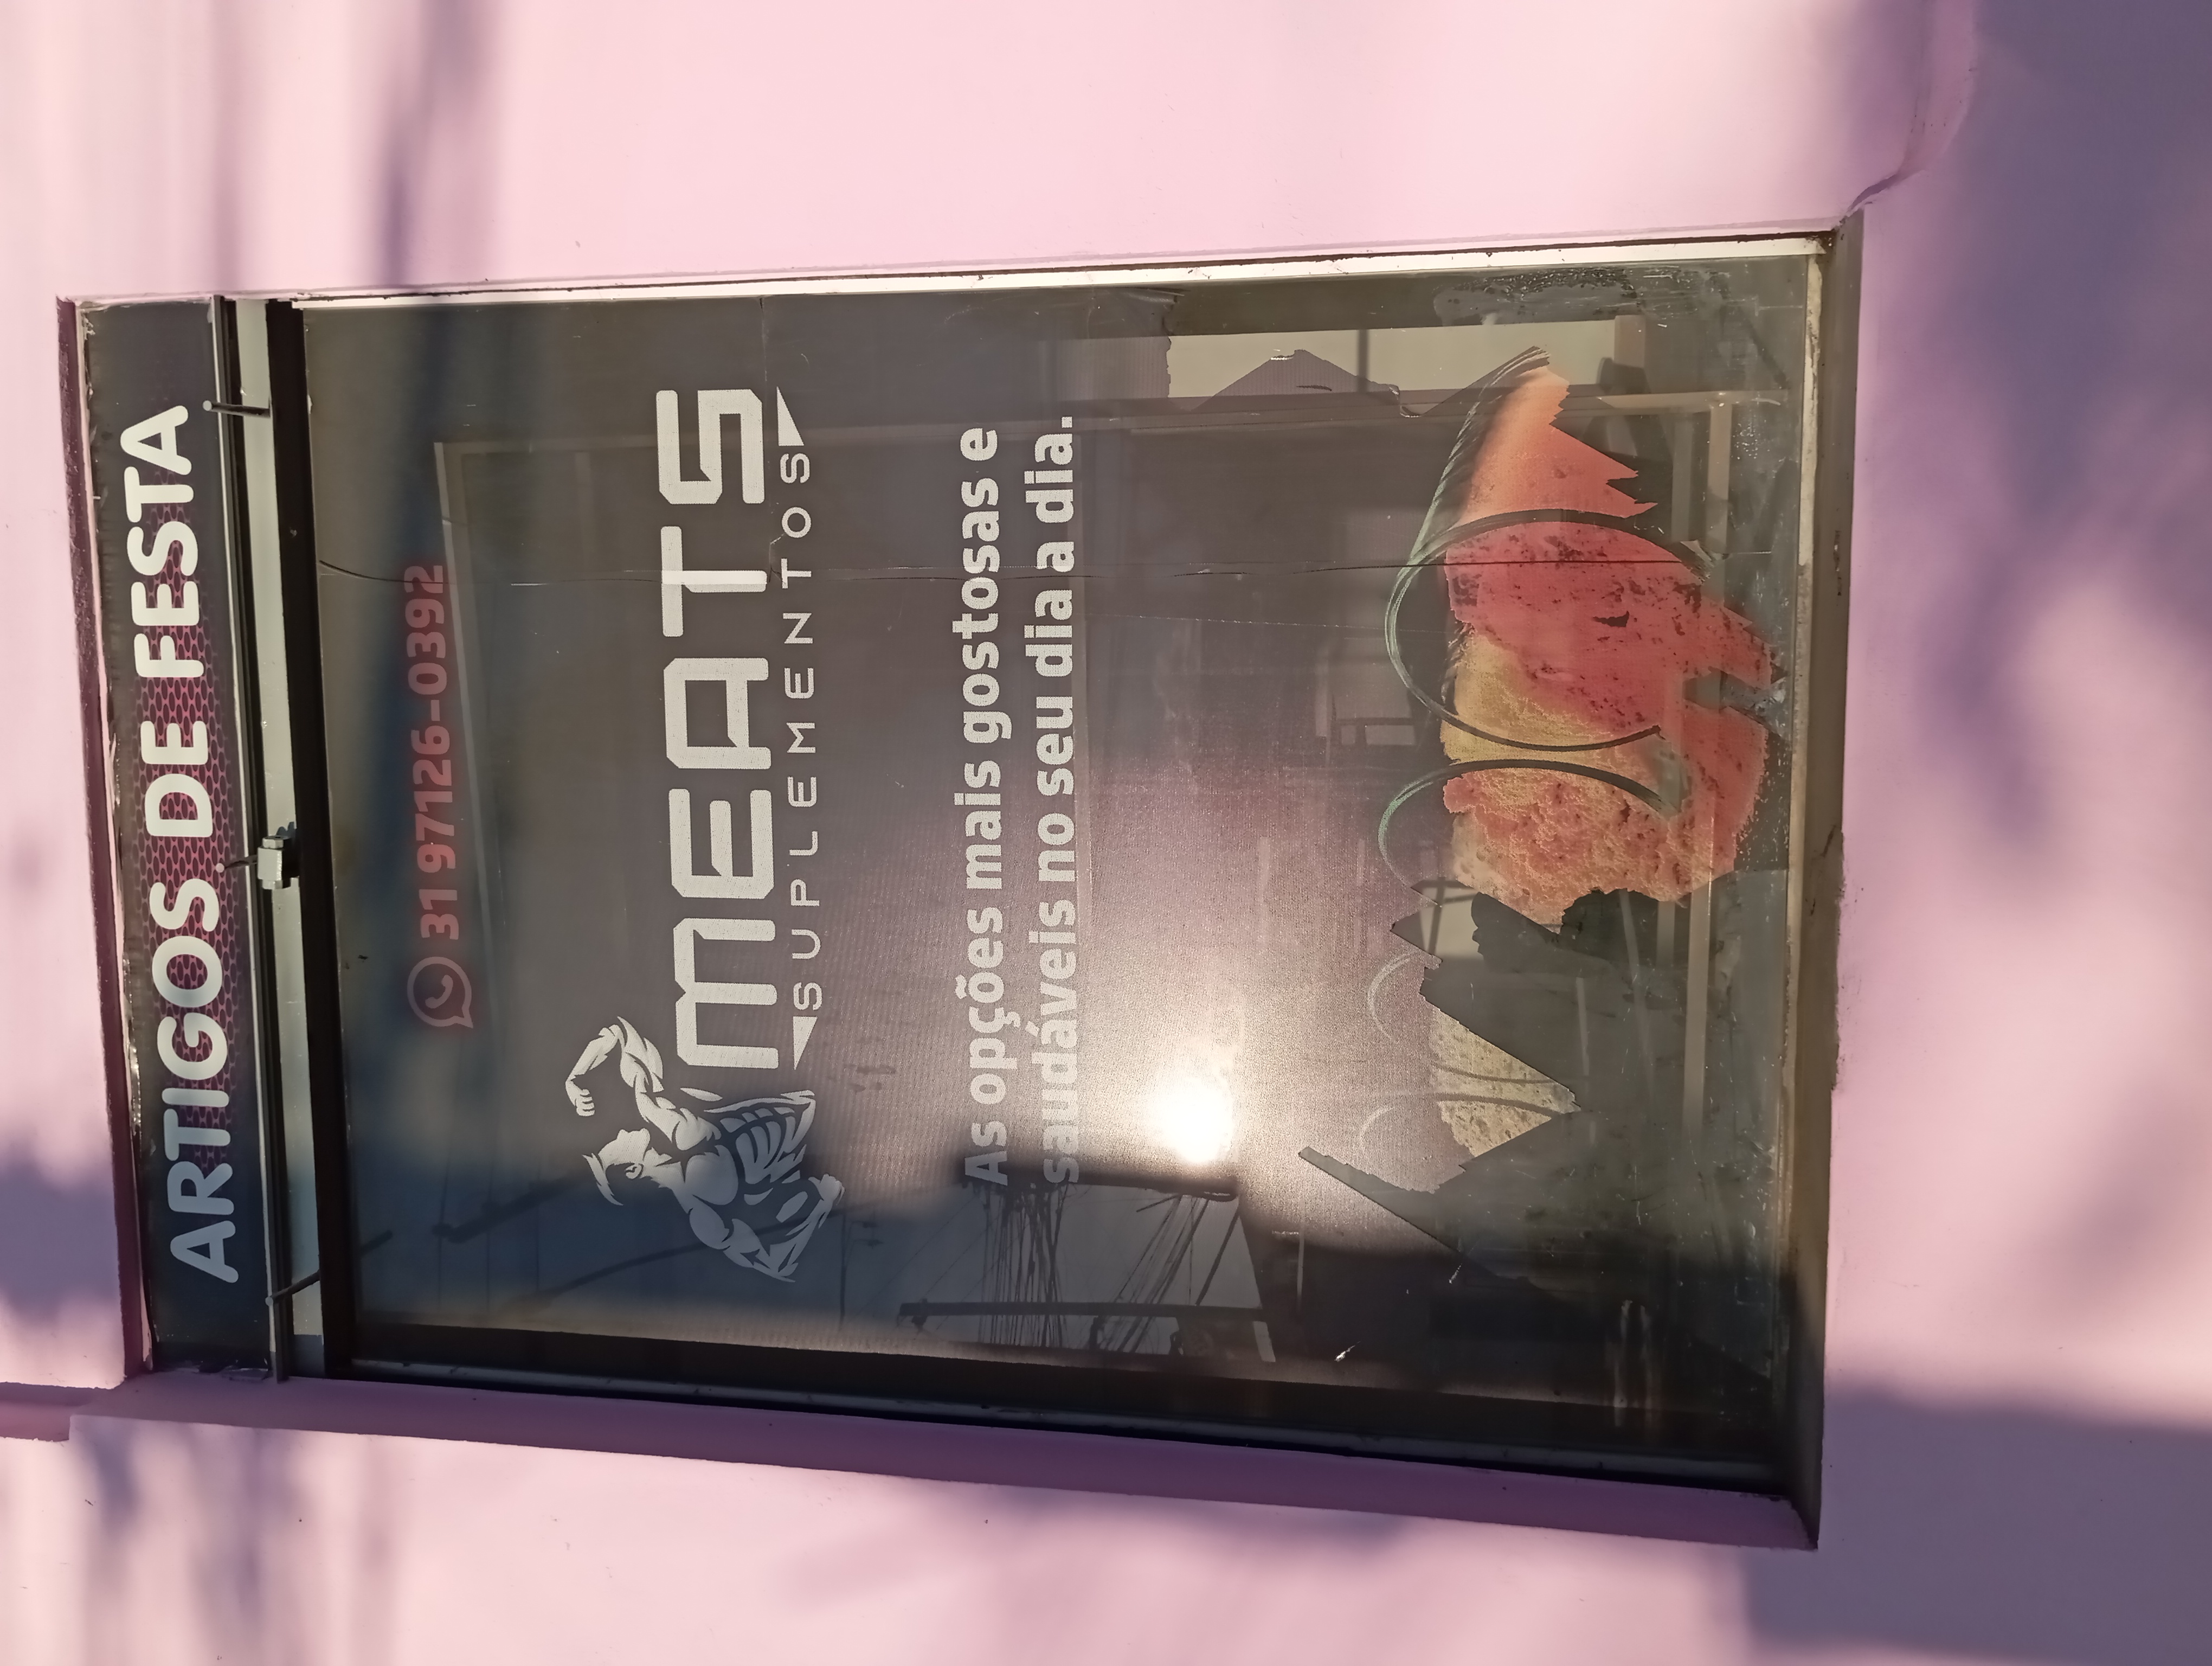 ARTIGOS DE FESTA
31 97126-0392
MEATS
SUPLEMENTOS
As opções mais gostosas e
saudáveis no seu dia a dia.